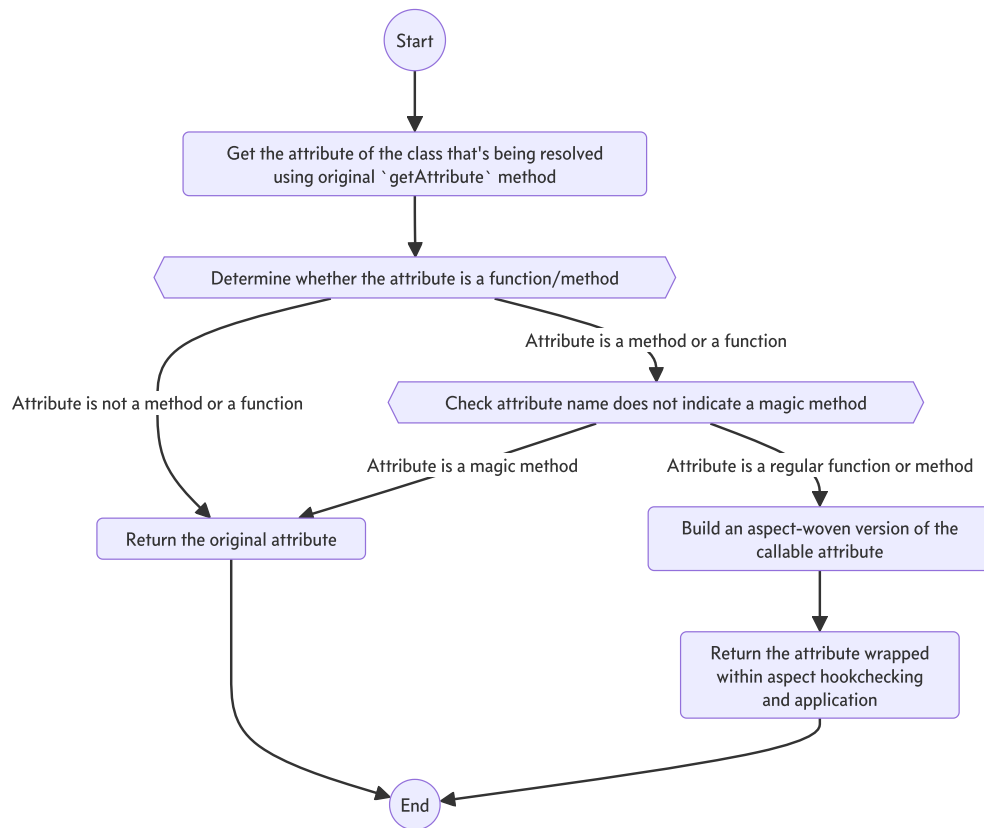 Start
Get the attribute of the class that's being resolved
using original `getAttribute` method
Determine whether the attribute is a function/method
Attribute is a method or a function
Attribute is not a method or a function
Check attribute name does not indicate a magic method
Attribute is a magic method
Attribute is a regular function or method
Return the original attribute
Build an aspect-woven version of the
callable attribute
Return the attribute wrapped
within aspect hookchecking
and application
End